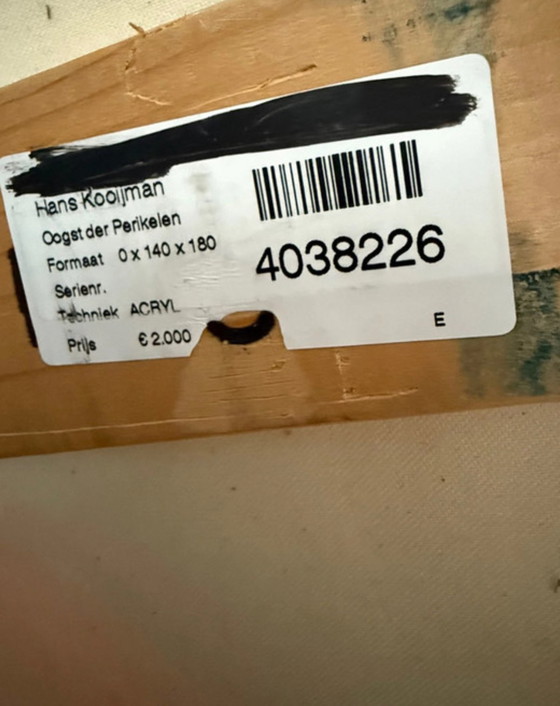 Hans Kooijman
Oogst der Perikelen
Formaat 0 x 140 x 180
Serienr.
Techniek ACRYL
Prijs € 2.000
4038226
E